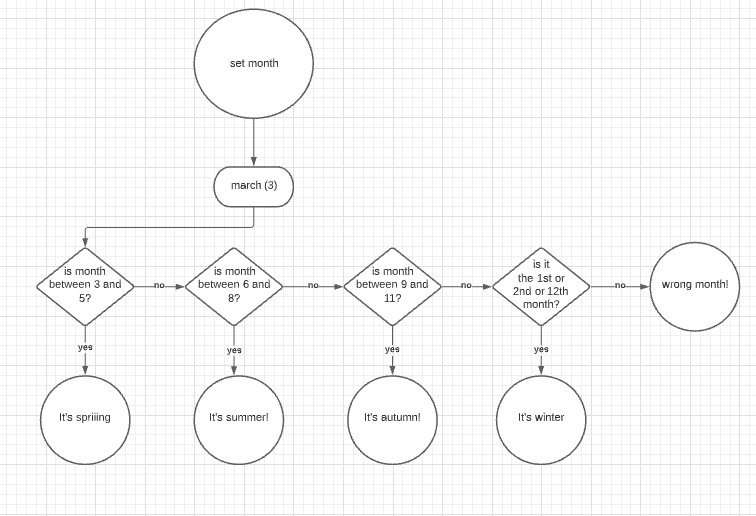 set month
march (3)
is month
between 3 and
5?
no
is month
between 6 and
8?
no
is month
between 9 and
11?
no
is it
the 1st or
2nd or 12th
month?
no
wrong month!
yes
yes
yes
yes
It's spriiing
It's summer!
It's autumn!
It's winter